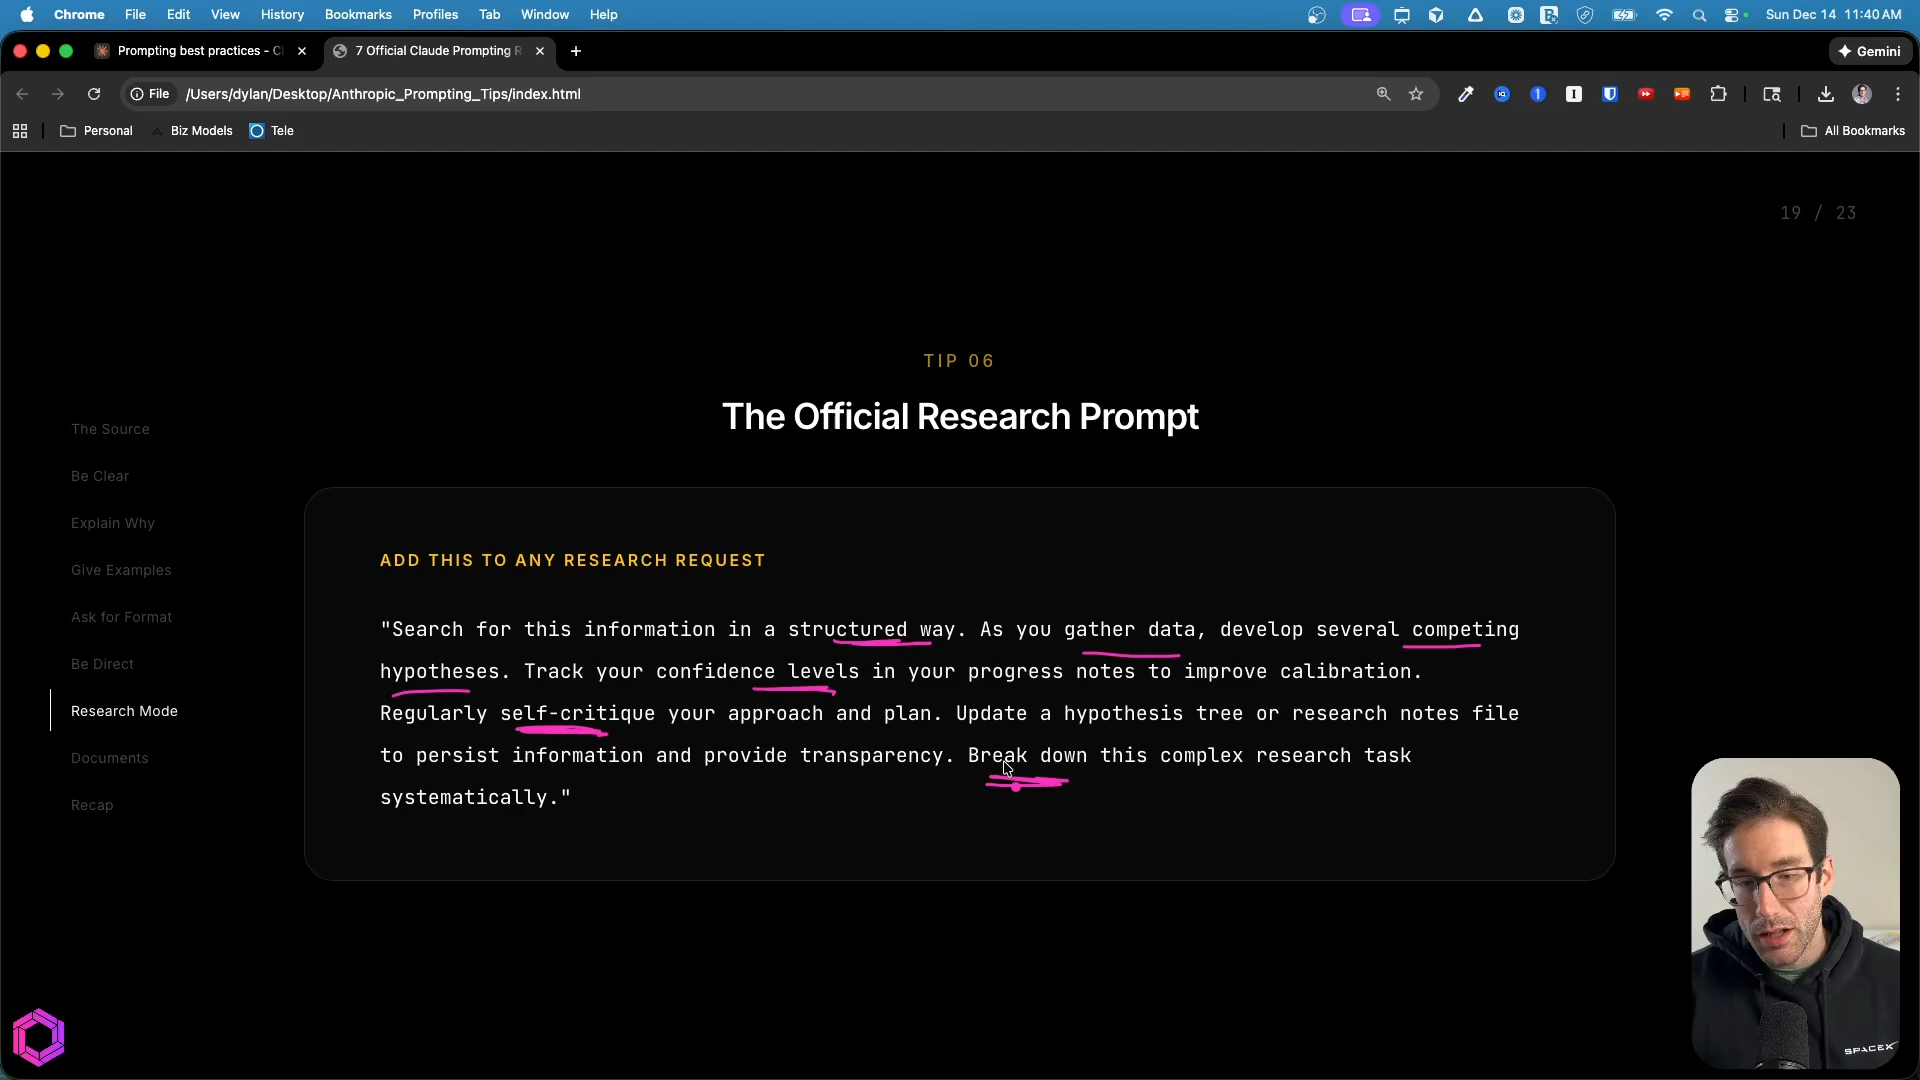 Chrome File Edit View History Bookmarks Profiles Tab Window Help
Sun Dec 14 11:40 AM
Prompting best practices - C
7 Official Claude Prompting R
Gemini
File /Users/dylan/Desktop/Anthropic_Prompting_Tips/index.html
Personal Biz Models Tele
All Bookmarks
19 / 23
TIP 06
The Official Research Prompt
The Source
Be Clear
Explain Why
Give Examples
Ask for Format
Be Direct
Research Mode
Documents
Recap
ADD THIS TO ANY RESEARCH REQUEST
"Search for this information in a structured way. As you gather data, develop several competing
hypotheses. Track your confidence levels in your progress notes to improve calibration.
Regularly self-critique your approach and plan. Update a hypothesis tree or research notes file
to persist information and provide transparency. Break down this complex research task
systematically."
SPACEX